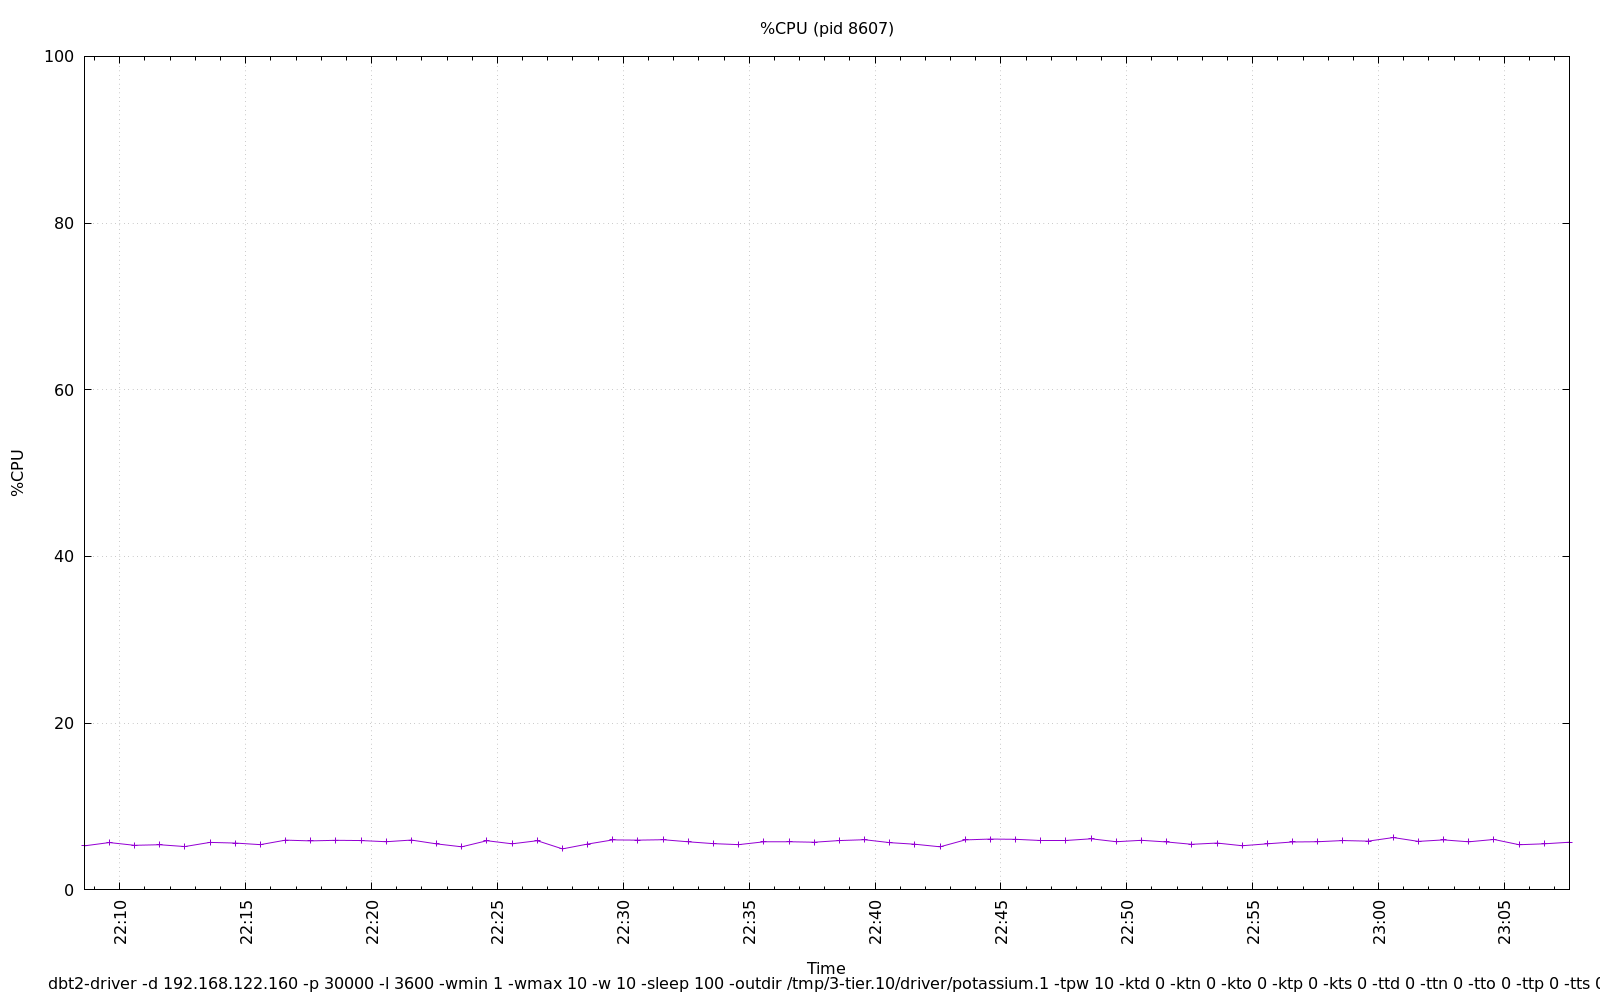 %CPU (pid 8607)
100
80
60
40
20
0
%CPU
22:10 22:15 22:20 22:25 22:30 22:35 22:40 22:45 22:50 22:55 23:00 23:05
Time
dbt2-driver -d 192.168.122.160 -p 30000 -l 3600 -wmin 1 -wmax 10 -w 10 -sleep 100 -outdir /tmp/3-tier.10/driver/potassium.1 -tpw 10 -ktd 0 -ktn 0 -kto 0 -ktp 0 -kts 0 -ttd 0 -ttn 0 -tto 0 -ttp 0 -tts 0